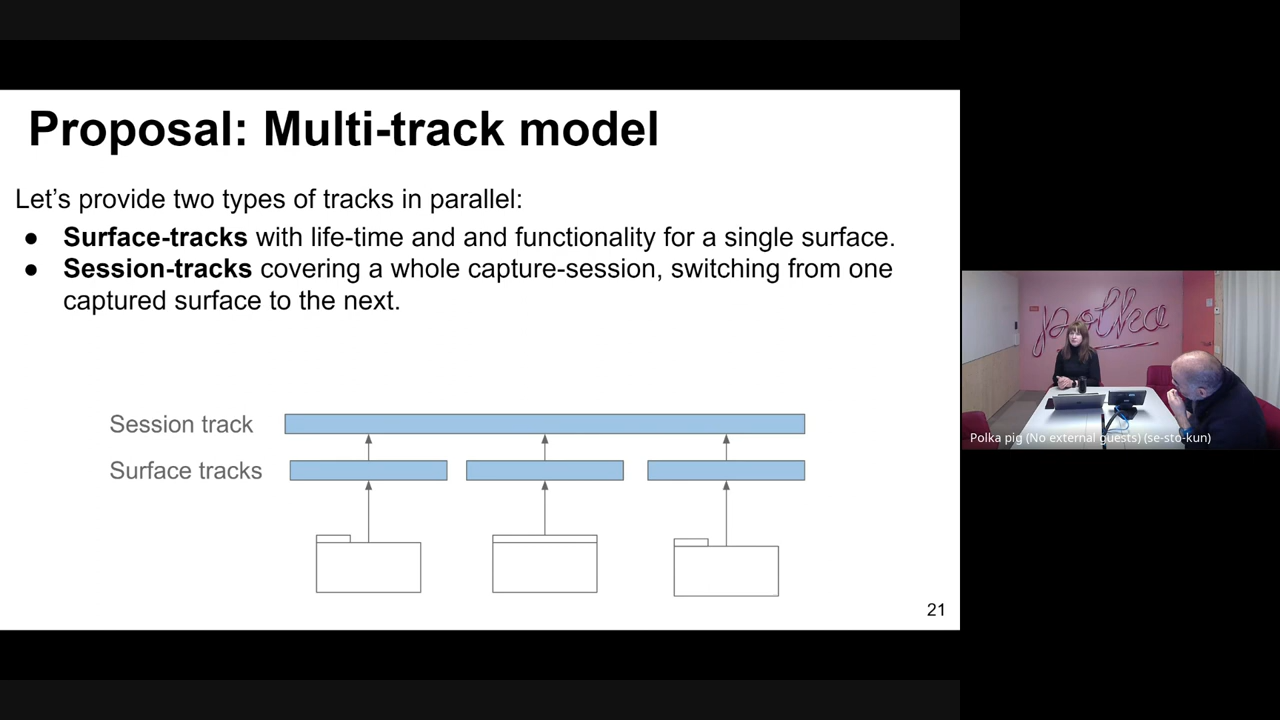 Proposal: Multi-track model
Let's provide two types of tracks in parallel:
● Surface-tracks with life-time and and functionality for a single surface.
● Session-tracks covering a whole capture-session, switching from one
captured surface to the next.
Session track
Surface tracks
21
polka
Polka pig (No external guests) (se-sto-kun)